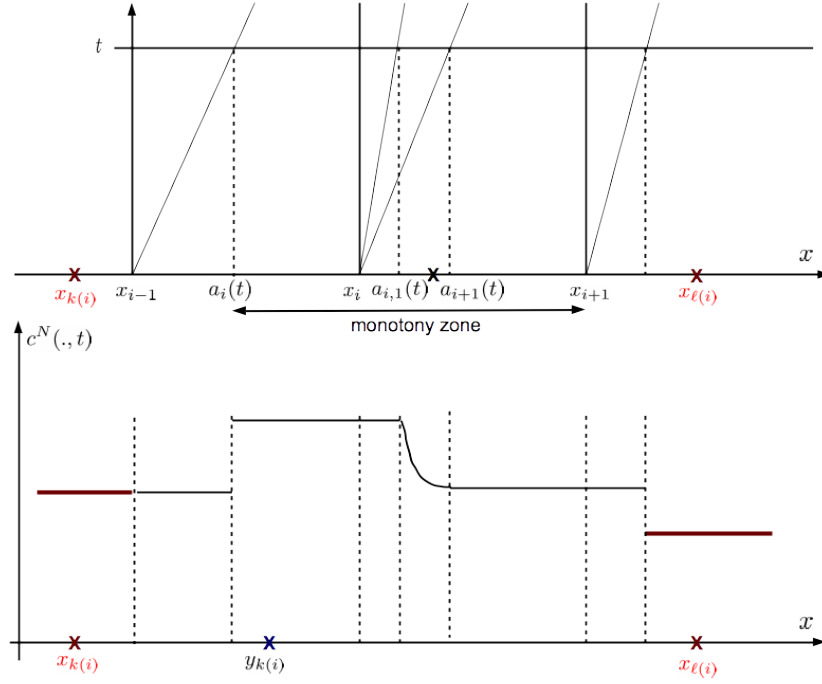 t
x
x_{k(i)} x_{i-1} a_i(t) x_i a_{i,1}(t) a_{i+1}(t) x_{i+1} x_{ℓ(i)}
monotony zone
c^N(., t)
x
x_{k(i)} y_{k(i)} x_{ℓ(i)}